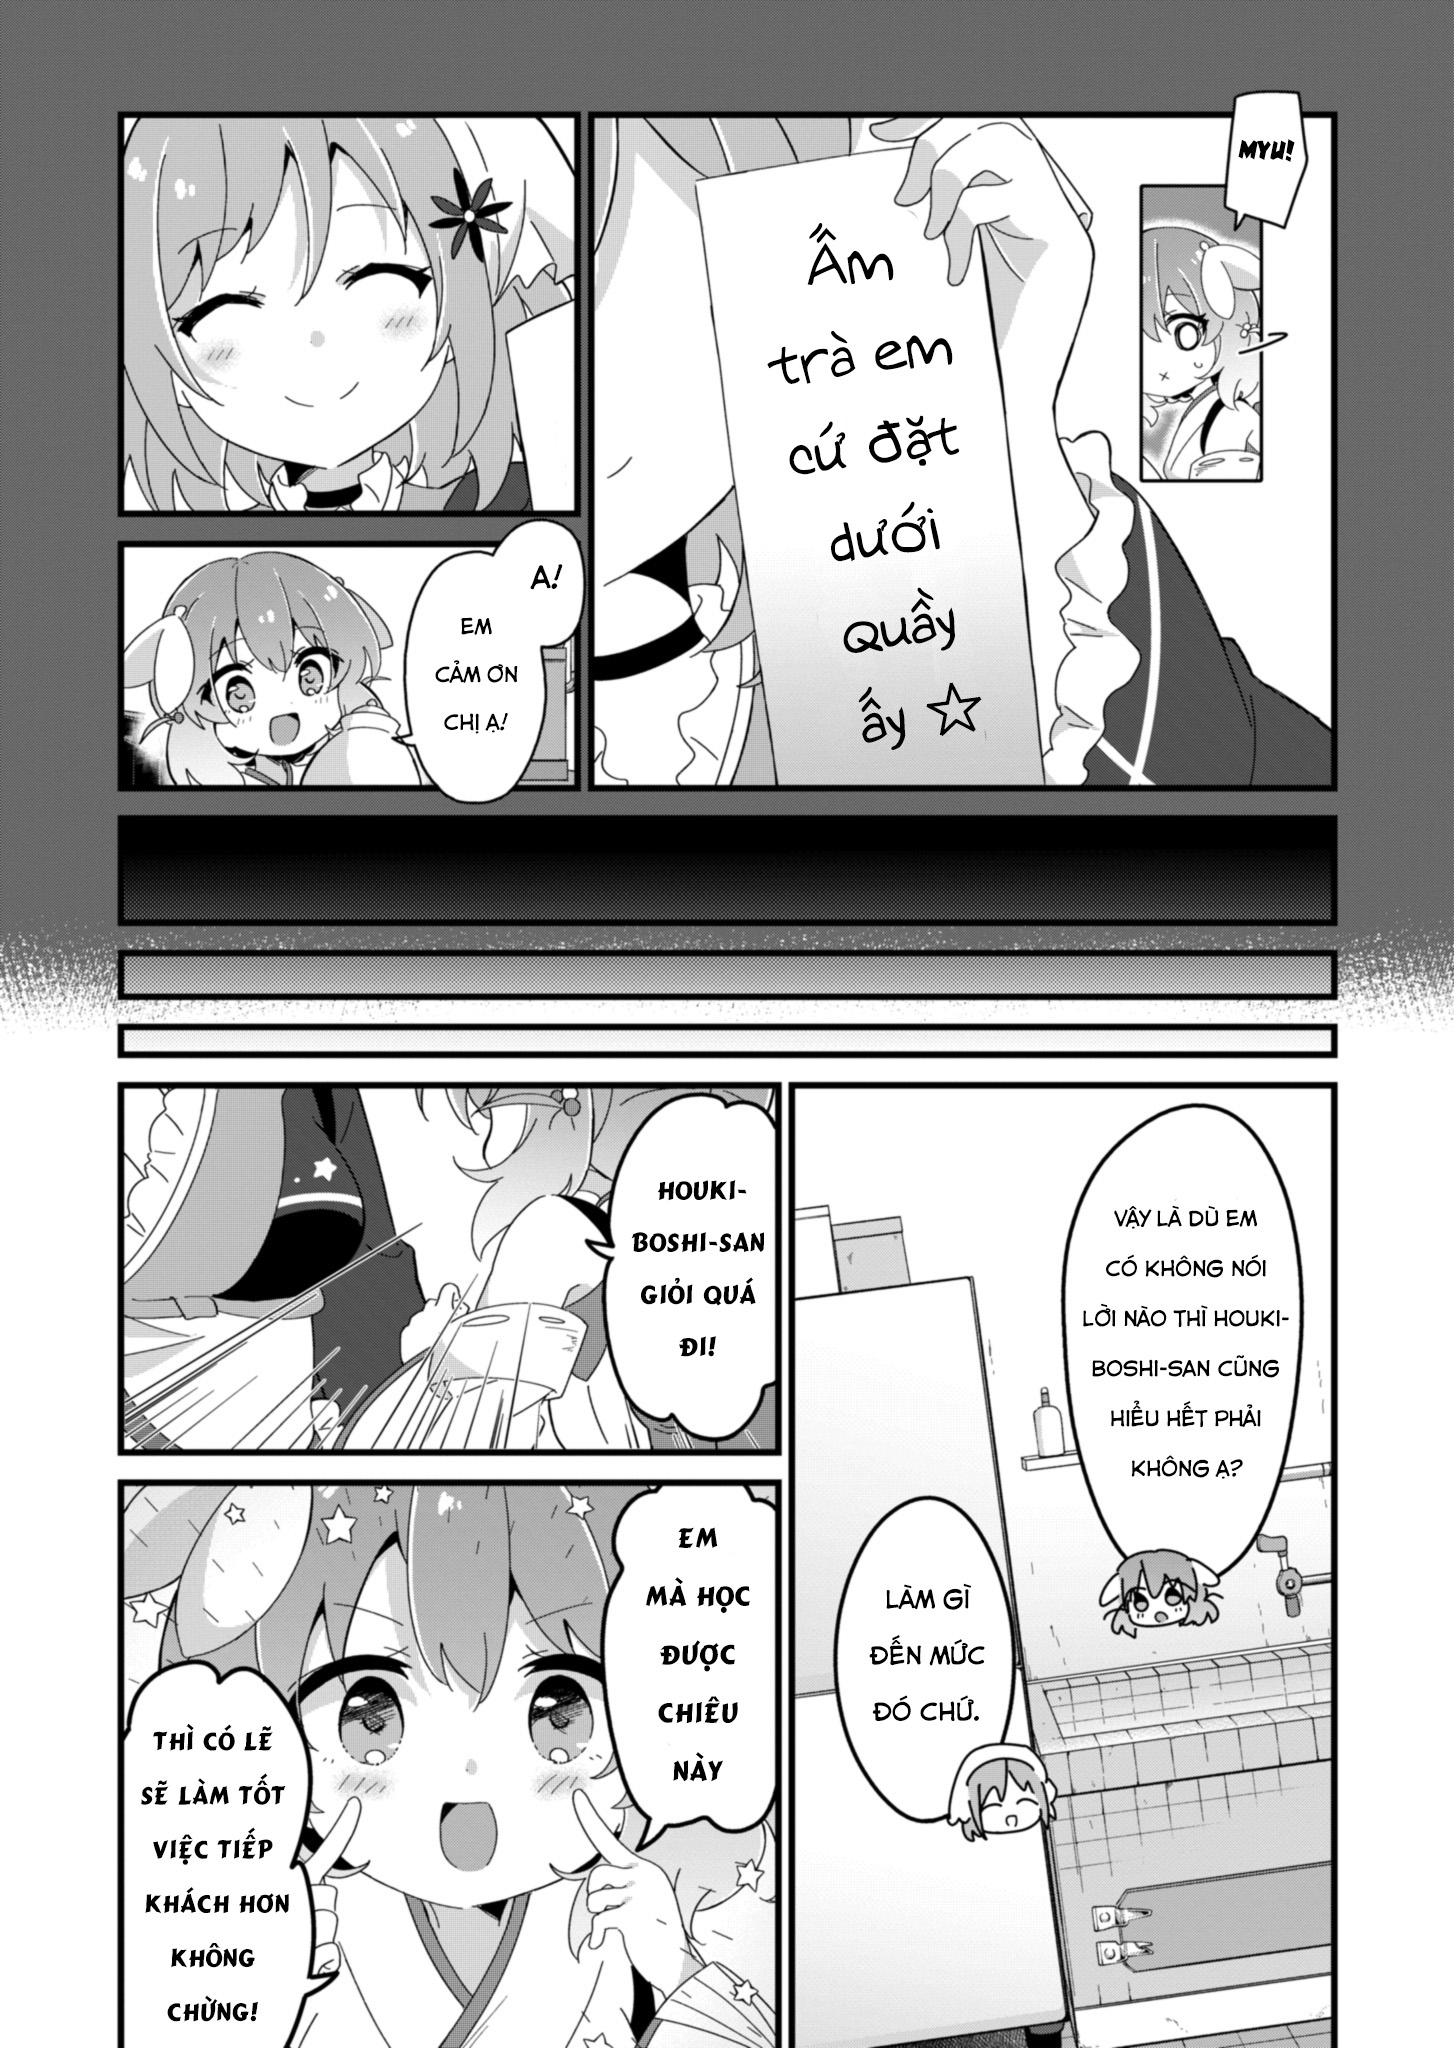 MYU!
Ấm
trà em
cứ đặt
dưới
quầy
ấy ☆
A!
EM
CẢM ƠN
CHỊ Ạ!
VẬY LÀ DÙ EM
CÓ KHÔNG NÓI
LỜI NÀO THÌ HOUKI-
BOSHI-SAN CŨNG
HIỂU HẾT PHẢI
KHÔNG Ạ?
LÀM GÌ
ĐẾN MỨC
ĐÓ CHỨ.
HOUKI-
BOSHI-SAN
GIỎI QUÁ
ĐI!
EM
MÀ HỌC
ĐƯỢC
CHIÊU
NÀY
THÌ CÓ LẼ
SẼ LÀM TỐT
VIỆC TIẾP
KHÁCH HƠN
KHÔNG
CHỪNG!